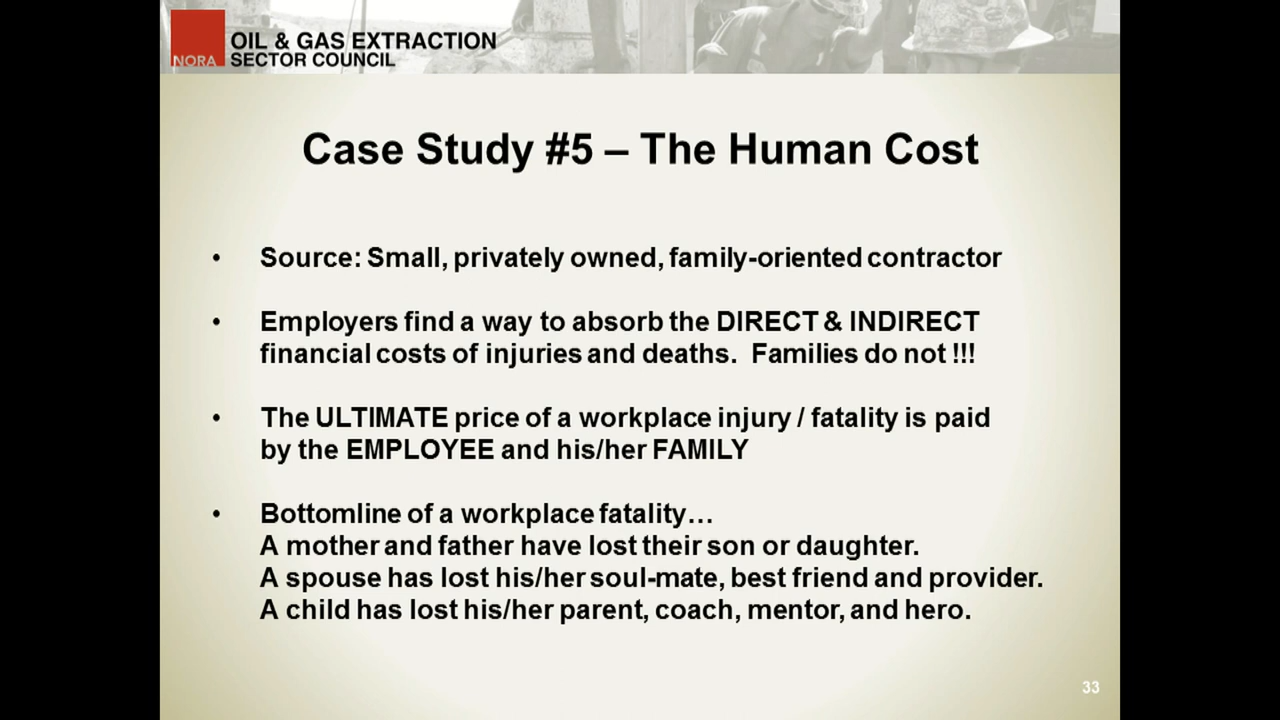 NORA
OIL & GAS EXTRACTION
SECTOR COUNCIL
Case Study #5 – The Human Cost
• Source: Small, privately owned, family-oriented contractor
• Employers find a way to absorb the DIRECT & INDIRECT
financial costs of injuries and deaths. Families do not !!!
• The ULTIMATE price of a workplace injury / fatality is paid
by the EMPLOYEE and his/her FAMILY
• Bottomline of a workplace fatality…
A mother and father have lost their son or daughter.
A spouse has lost his/her soul-mate, best friend and provider.
A child has lost his/her parent, coach, mentor, and hero.
33